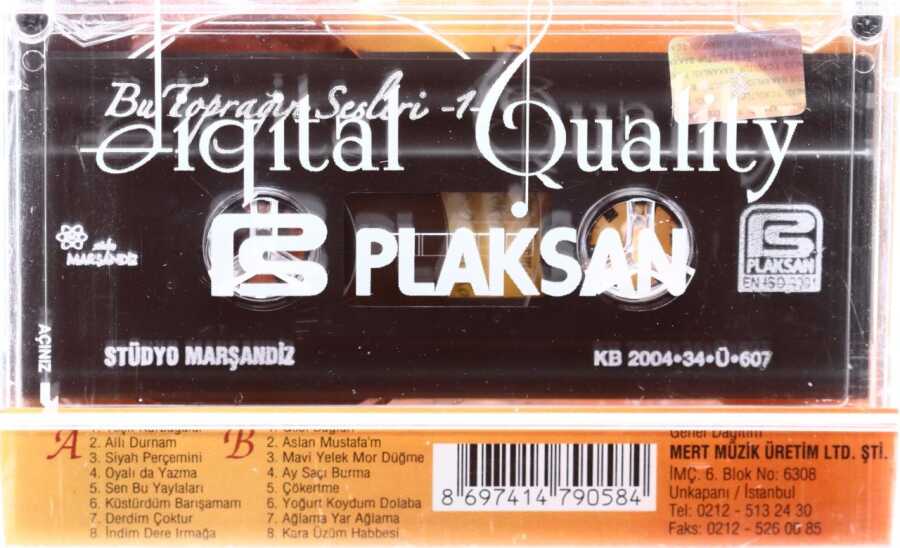 Bu Toprağın Sesleri -1-
Digital Quality
PLAKSAN
MARŞANDİZ
PLAKSAN
AÇINIZ
STÜDYO MARŞANDİZ
KB 2004•34•Ü•607
A
2. Allı Durnam
3. Siyah Perçemini
4. Oyalı da Yazma
5. Sen Bu Yaylaları
6. Küstürdüm Barışamam
7. Derdim Çoktur
8. İndim Dere Irmağa
B
2. Aslan Mustafa'm
3. Mavi Yelek Mor Düğme
4. Ay Saçı Burma
5. Çökertme
6. Yoğurt Koydum Dolaba
7. Ağlama Yar Ağlama
8. Kara Üzüm Habbesi
8 697414 790584
Genel Dağıtım
MERT MÜZİK ÜRETİM LTD. ŞTİ.
İMÇ. 6. Blok No: 6308
Unkapanı / İstanbul
Tel: 0212 - 513 24 30
Faks: 0212 - 526 00 85